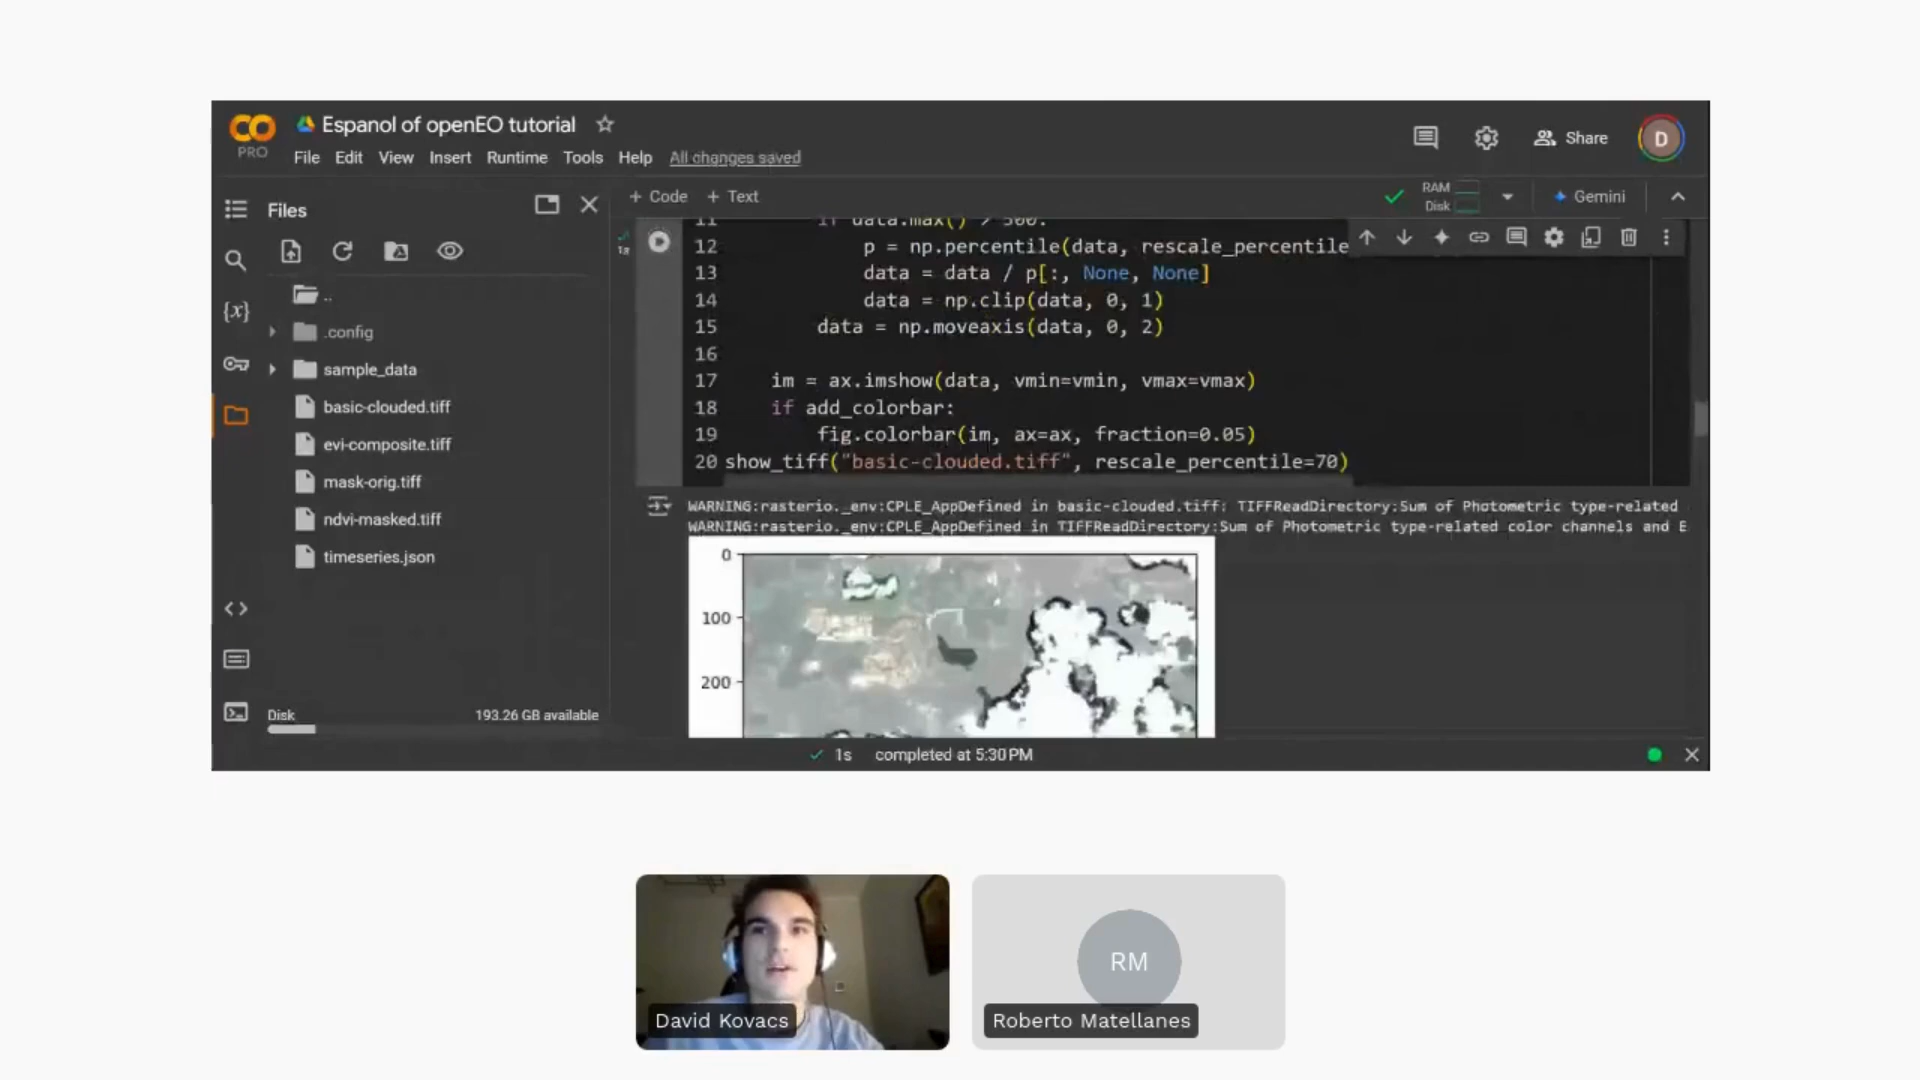 CO
PRO
Espanol of openEO tutorial
File Edit View Insert Runtime Tools Help All changes saved
Share
D
Files
+ Code + Text
RAM
Disk
Gemini
..
.config
sample_data
basic-clouded.tiff
evi-composite.tiff
mask-orig.tiff
ndvi-masked.tiff
timeseries.json
Disk 193.26 GB available
{x}
1s
11 if data.max() > 500:
12 p = np.percentile(data, rescale_percentile
13 data = data / p[:, None, None]
14 data = np.clip(data, 0, 1)
15 data = np.moveaxis(data, 0, 2)
16
17 im = ax.imshow(data, vmin=vmin, vmax=vmax)
18 if add_colorbar:
19 fig.colorbar(im, ax=ax, fraction=0.05)
20 show_tiff("basic-clouded.tiff", rescale_percentile=70)
WARNING:rasterio._env:CPLE_AppDefined in basic-clouded.tiff: TIFFReadDirectory:Sum of Photometric type-related
WARNING:rasterio._env:CPLE_AppDefined in TIFFReadDirectory:Sum of Photometric type-related color channels and E
0
100
200
1s completed at 5:30 PM
David Kovacs
RM
Roberto Matellanes